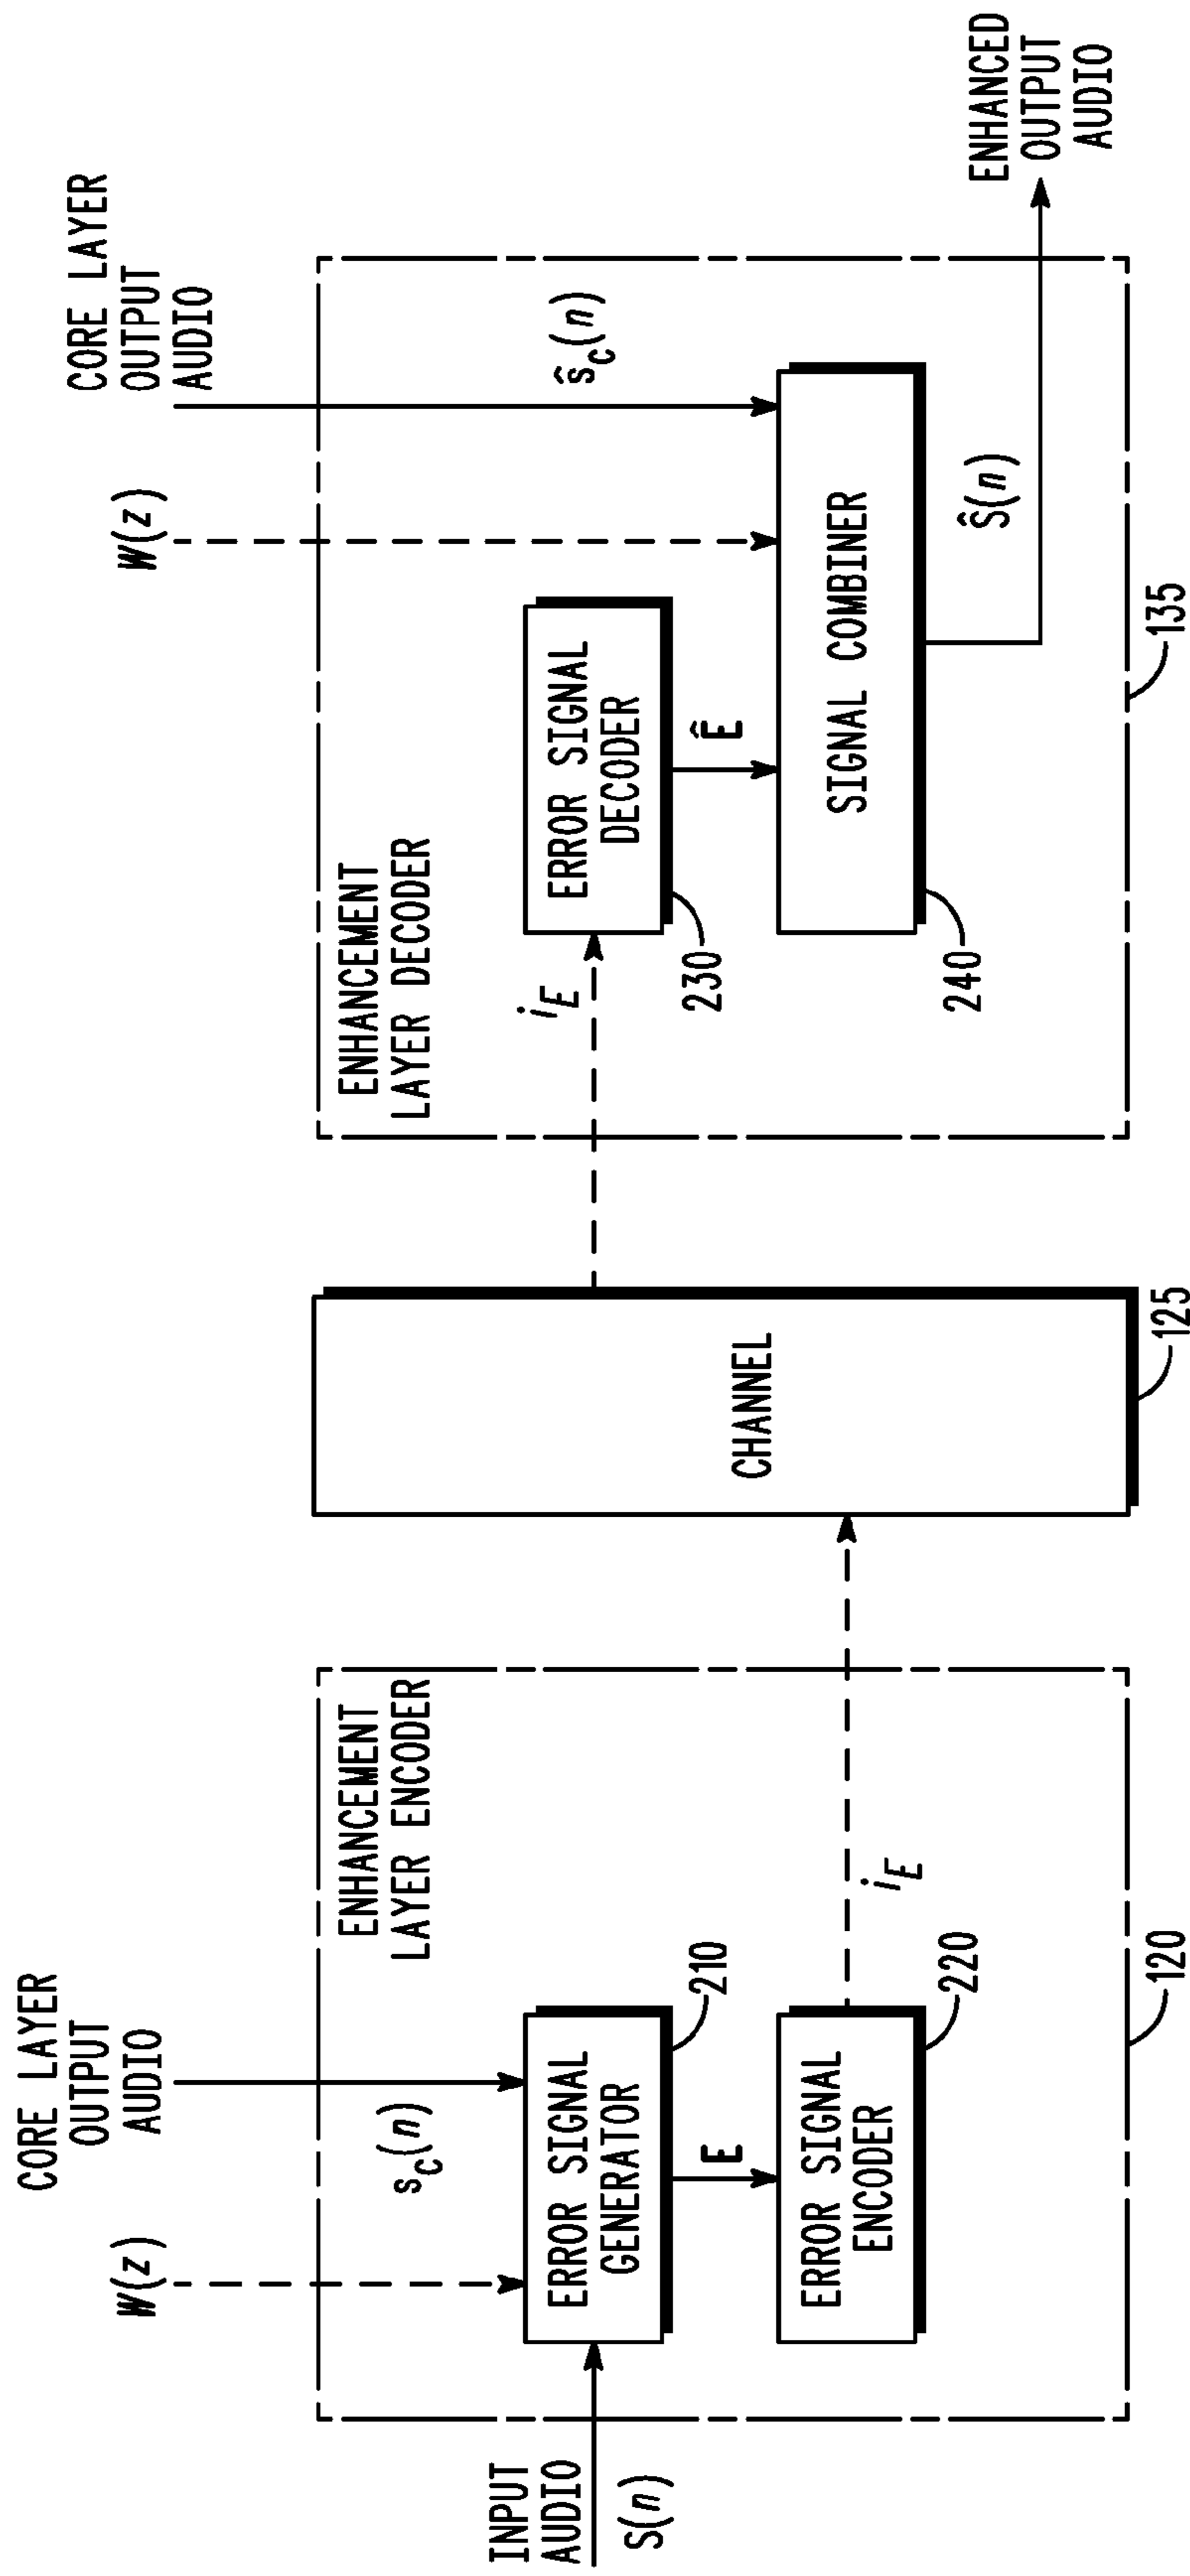 CORE LAYER
OUTPUT
AUDIO
W(z)
s_c(n)
ENHANCEMENT
LAYER ENCODER
INPUT
AUDIO
S(n)
ERROR SIGNAL
GENERATOR
210
E
ERROR SIGNAL
ENCODER
220
i_E
120
CHANNEL
125
CORE LAYER
OUTPUT
AUDIO
W(z)
ŝ_c(n)
ENHANCEMENT
LAYER DECODER
i_E
ERROR SIGNAL
DECODER
230
Ê
SIGNAL COMBINER
240
Ŝ(n)
135
ENHANCED
OUTPUT
AUDIO